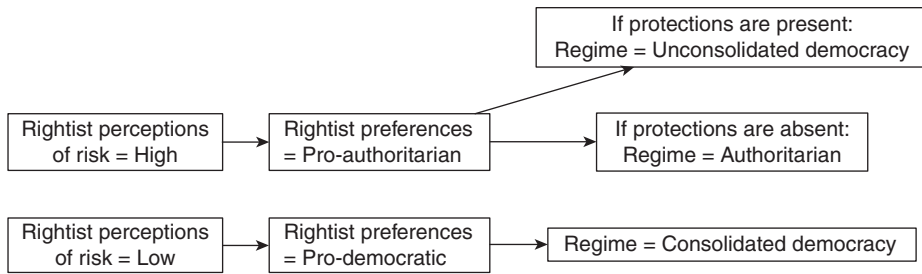 If protections are present:
Regime = Unconsolidated democracy
Rightist perceptions
of risk = High
Rightist preferences
= Pro-authoritarian
If protections are absent:
Regime = Authoritarian
Rightist perceptions
of risk = Low
Rightist preferences
= Pro-democratic
Regime = Consolidated democracy